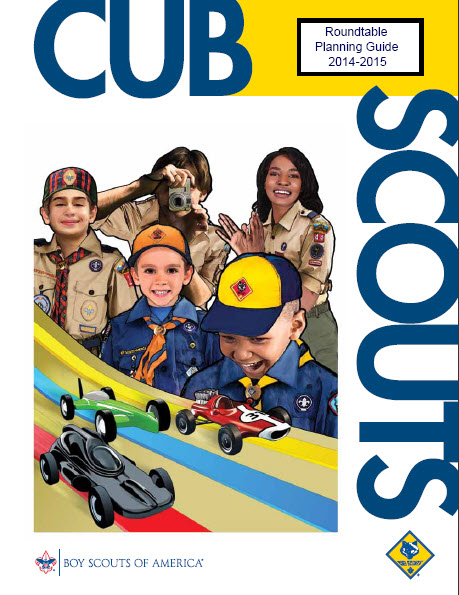 CUB
Roundtable
Planning Guide
2014-2015
SCOUTS
BOY SCOUTS OF AMERICA